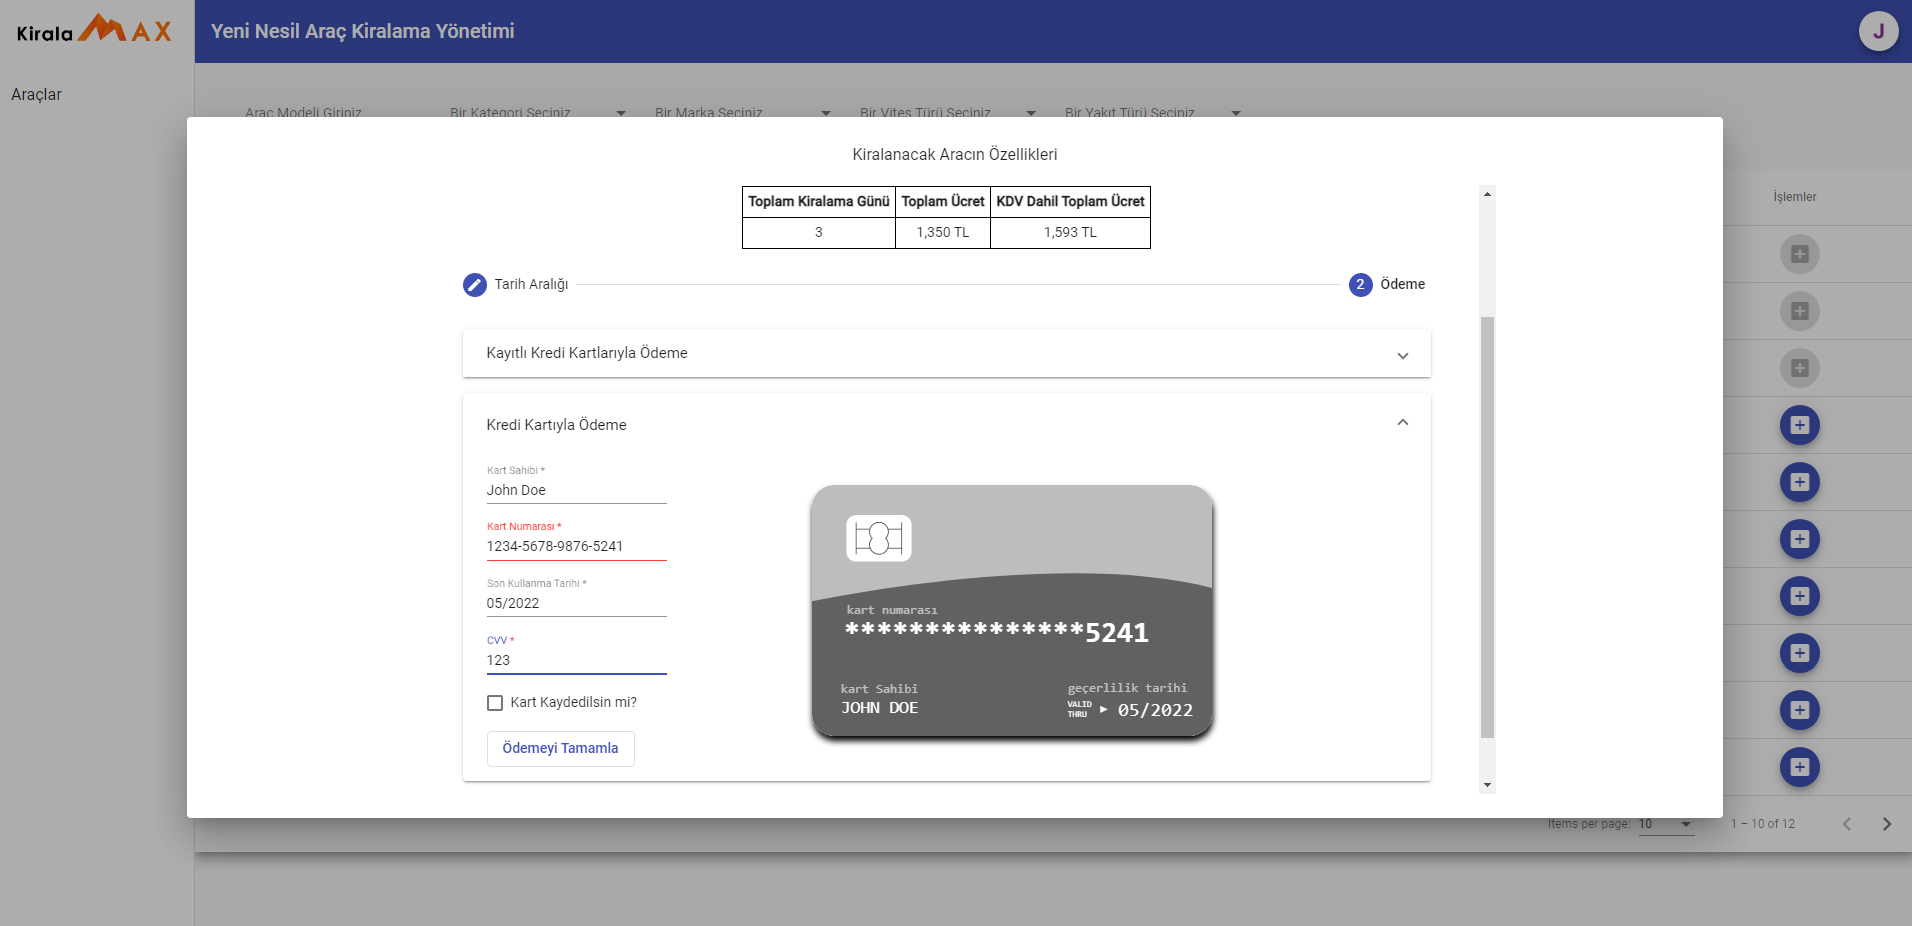 Kirala MAX
Yeni Nesil Araç Kiralama Yönetimi
J
Araçlar
Araç Modeli Giriniz
Bir Kategori Seçiniz
Bir Marka Seçiniz
Bir Vites Türü Seçiniz
Bir Yakıt Türü Seçiniz
Kiralanacak Aracın Özellikleri
Toplam Kiralama Günü Toplam Ücret KDV Dahil Toplam Ücret
3 1,350 TL 1,593 TL
İşlemler
Tarih Aralığı
2 Ödeme
Kayıtlı Kredi Kartlarıyla Ödeme
Kredi Kartıyla Ödeme
Kart Sahibi *
John Doe
Kart Numarası *
1234-5678-9876-5241
Son Kullanma Tarihi *
05/2022
CVV *
123
Kart Kaydedilsin mi?
Ödemeyi Tamamla
kart numarası
***************5241
kart Sahibi
JOHN DOE
geçerlilik tarihi
VALID
THRU
05/2022
Items per page: 10 1 – 10 of 12